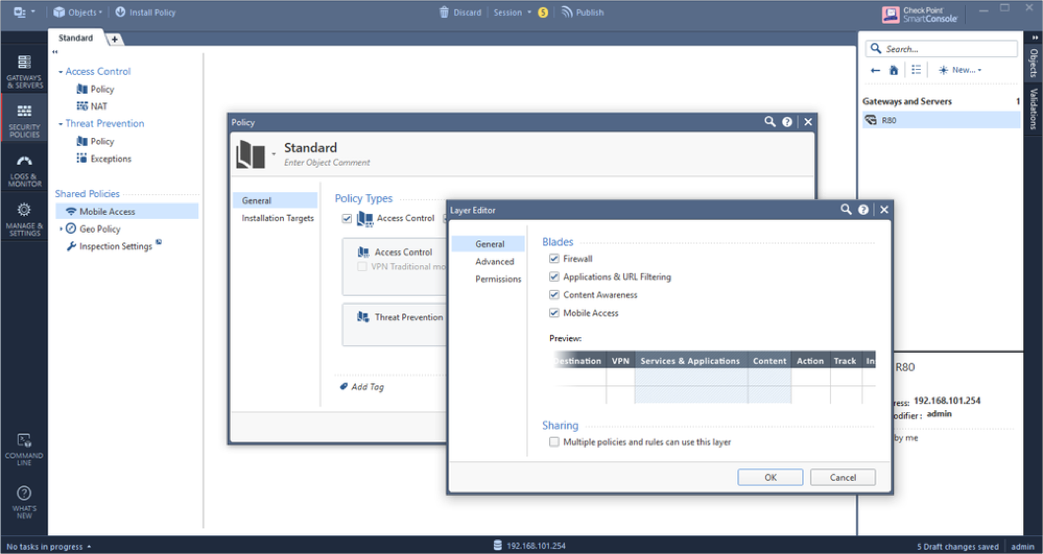 Objects
Install Policy
Discard
Session
5
Publish
Check Point
SmartConsole
Standard
+
GATEWAYS
& SERVERS
SECURITY
POLICIES
LOGS &
MONITOR
MANAGE &
SETTINGS
COMMAND
LINE
WHAT'S
NEW
Access Control
Policy
NAT
Threat Prevention
Policy
Exceptions
Shared Policies
Mobile Access
Geo Policy
Inspection Settings
Policy
Standard
Enter Object Comment
General
Installation Targets
Policy Types
Access Control
Access Control
VPN Traditional mo
Threat Prevention
Add Tag
Layer Editor
General
Advanced
Permissions
Blades
Firewall
Applications & URL Filtering
Content Awareness
Mobile Access
Preview:
Destination VPN Services & Applications Content Action Track In
Sharing
Multiple policies and rules can use this layer
OK
Cancel
Search...
New...
Gateways and Servers 1
R80
Objects
Validations
R80
ress: 192.168.101.254
odifier : admin
by me
No tasks in progress
192.168.101.254
5 Draft changes saved
admin